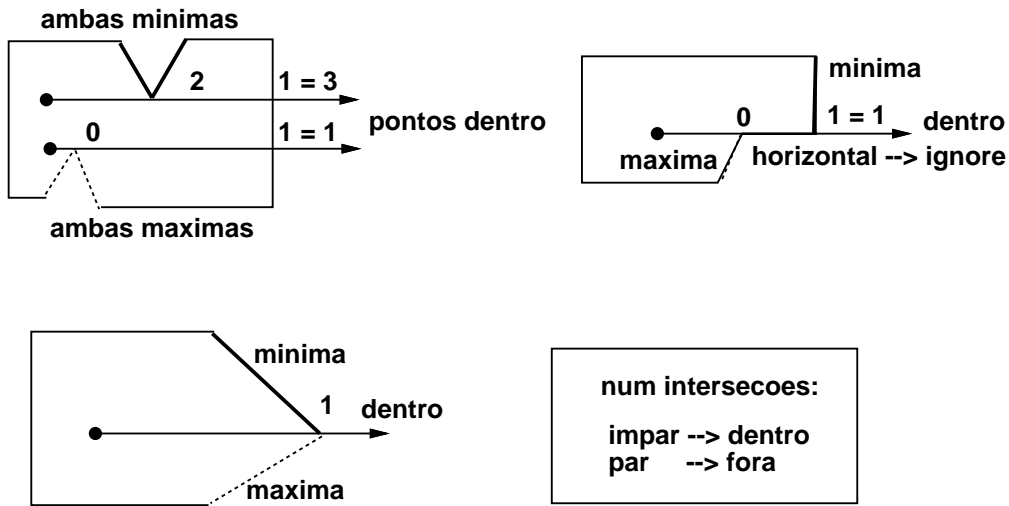 ambas minimas
2
1 = 3
0
1 = 1
pontos dentro
ambas maximas
minima
0
1 = 1
dentro
maxima
horizontal --> ignore
minima
1
dentro
maxima
num intersecoes:
impar --> dentro
par --> fora